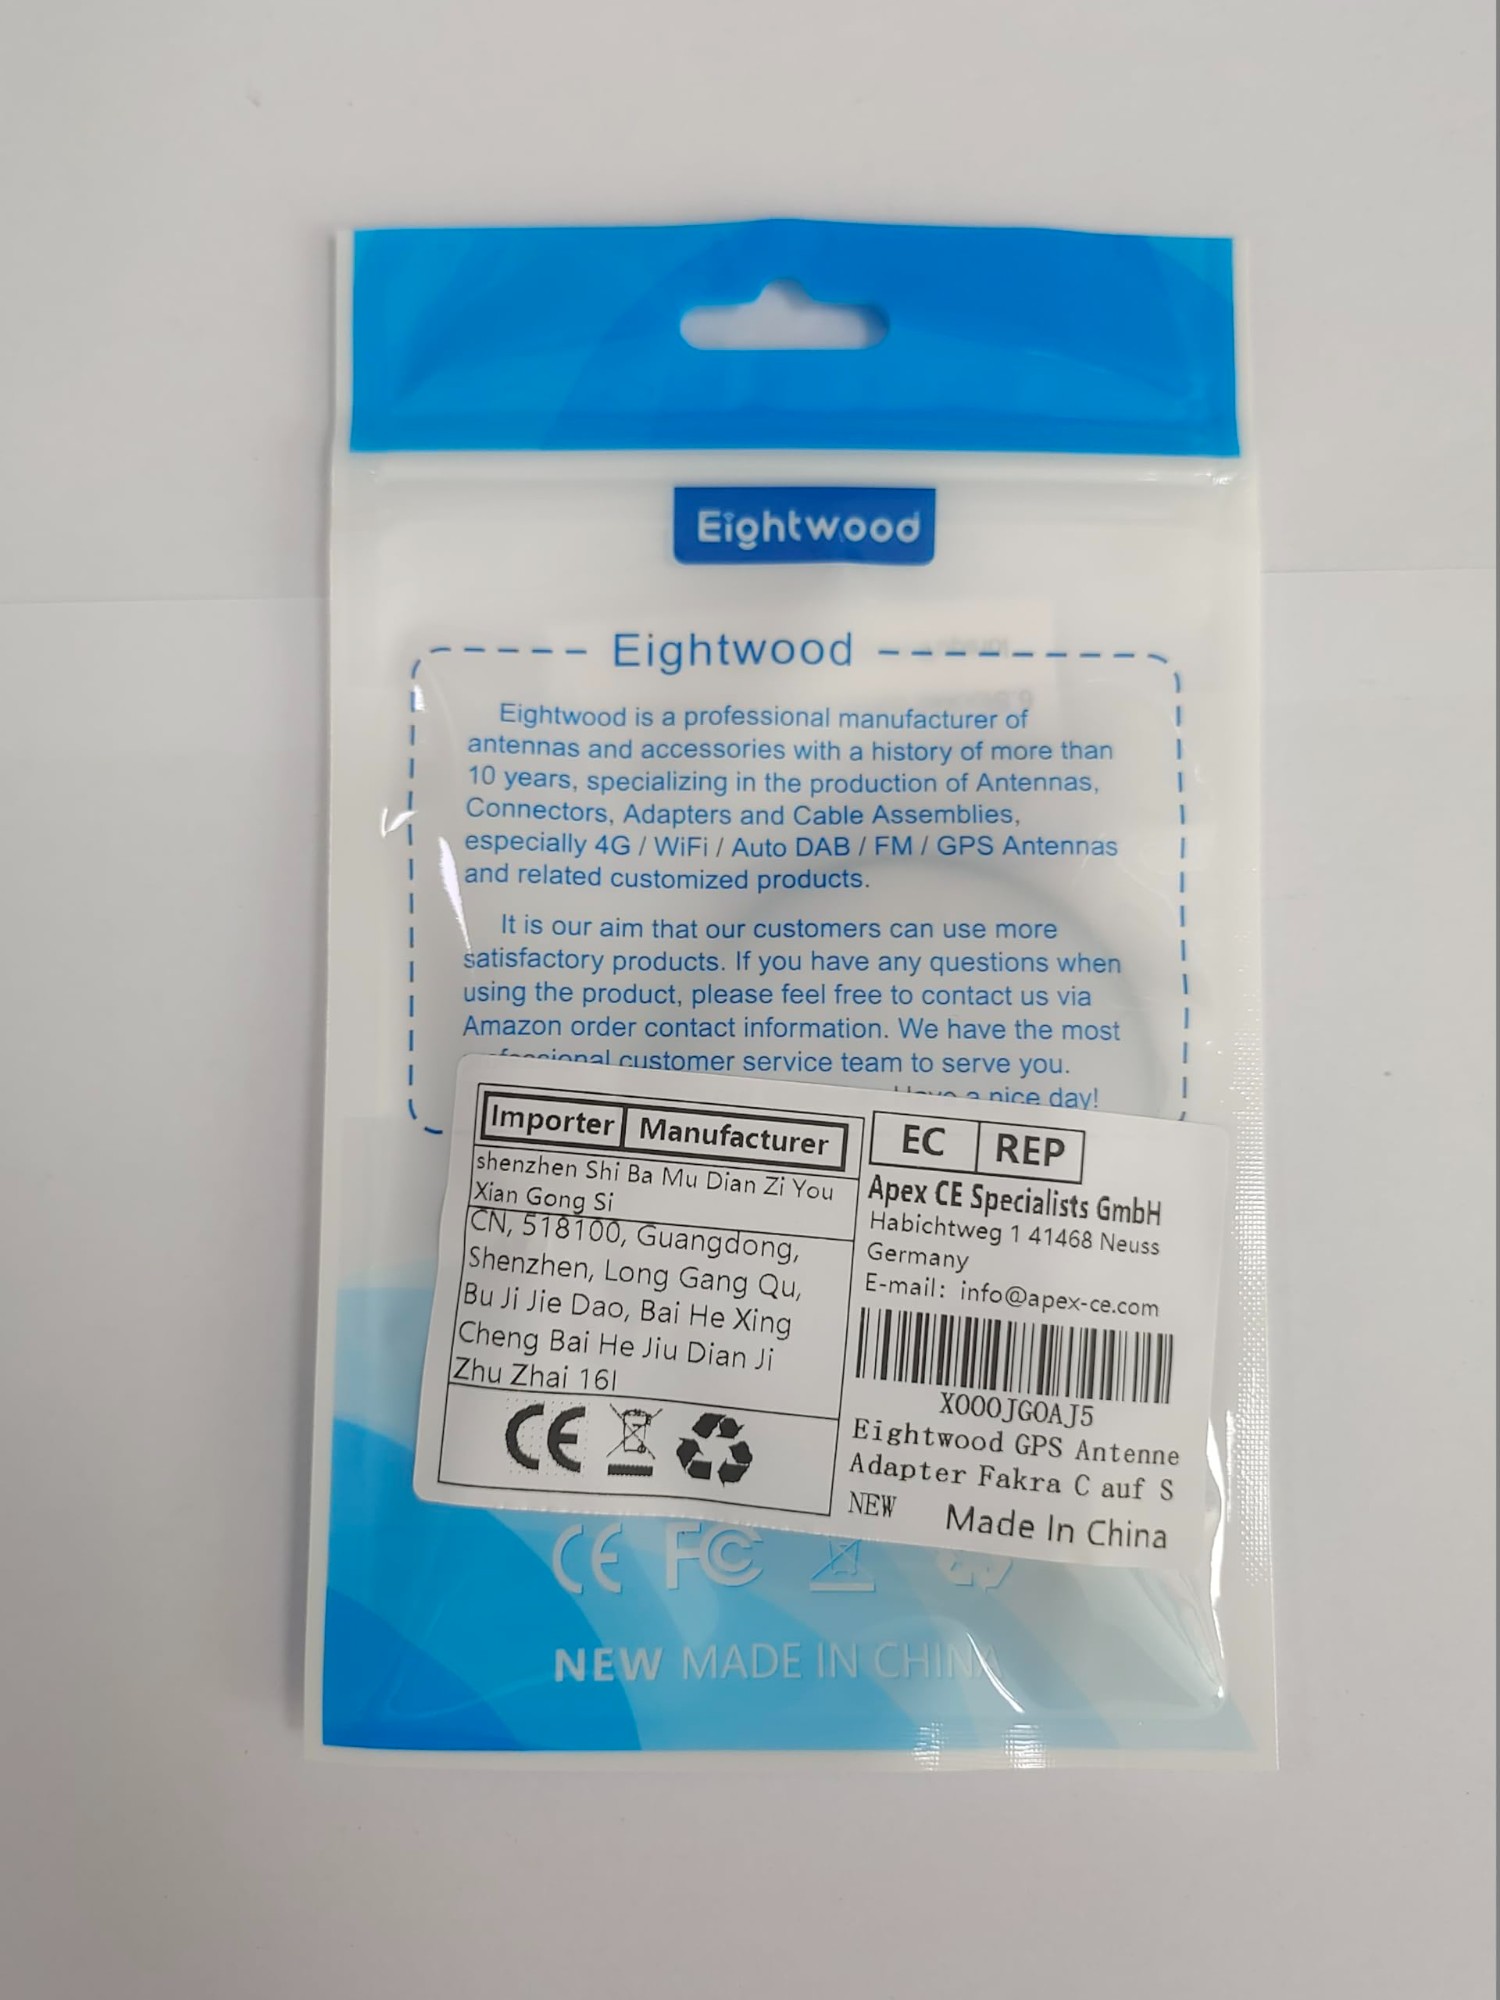 Eightwood
Eightwood
Eightwood is a professional manufacturer of
antennas and accessories with a history of more than
10 years, specializing in the production of Antennas,
Connectors, Adapters and Cable Assemblies,
especially 4G / WiFi / Auto DAB / FM / GPS Antennas
and related customized products.
It is our aim that our customers can use more
satisfactory products. If you have any questions when
using the product, please feel free to contact us via
Amazon order contact information. We have the most
professional customer service team to serve you.
Have a nice day!
Importer Manufacturer
shenzhen Shi Ba Mu Dian Zi You
Xian Gong Si
CN, 518100, Guangdong,
Shenzhen, Long Gang Qu,
Bu Ji Jie Dao, Bai He Xing
Cheng Bai He Jiu Dian Ji
Zhu Zhai 16I
CE
EC REP
Apex CE Specialists GmbH
Habichtweg 1 41468 Neuss
Germany
E-mail: info@apex-ce.com
X000JGOAJ5
Eightwood GPS Antenne
Adapter Fakra C auf S
NEW Made In China
CE FC
NEW MADE IN CHINA